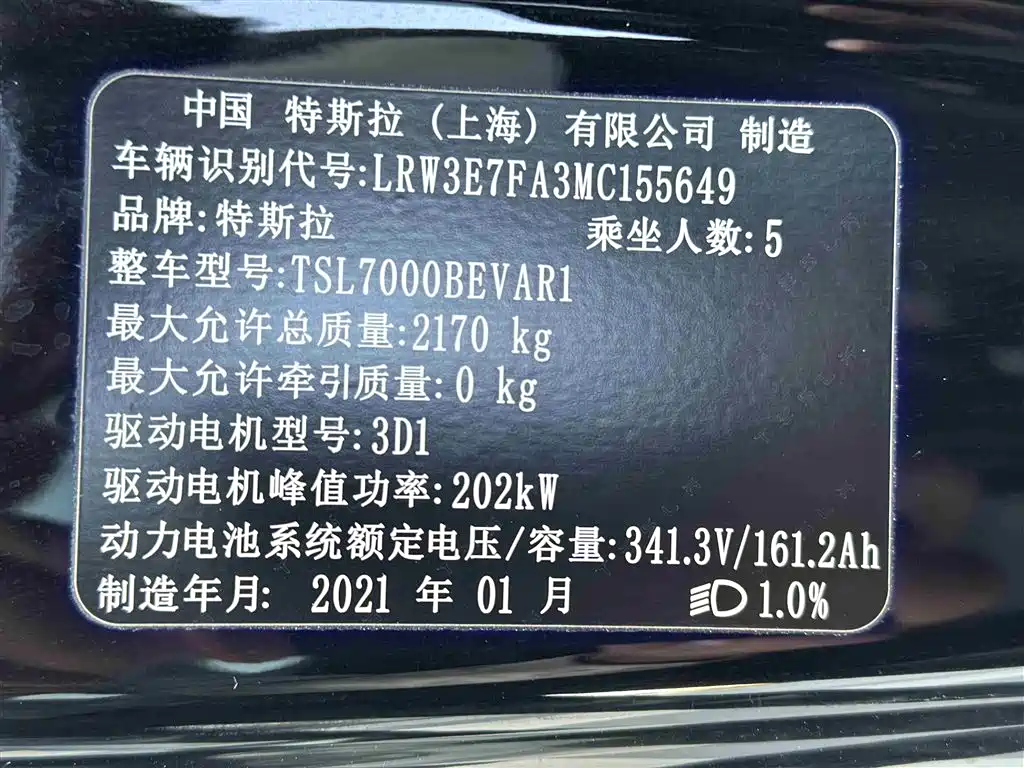 中国 特斯拉(上海)有限公司 制造
车辆识别代号:LRW3E7FA3MC155649
品牌:特斯拉 乘坐人数:5
整车型号:TSL7000BEVAR1
最大允许总质量:2170 kg
最大允许牵引质量:0 kg
驱动电机型号:3D1
驱动电机峰值功率:202kW
动力电池系统额定电压/容量:341.3V/161.2Ah
制造年月: 2021 年 01 月 1.0%